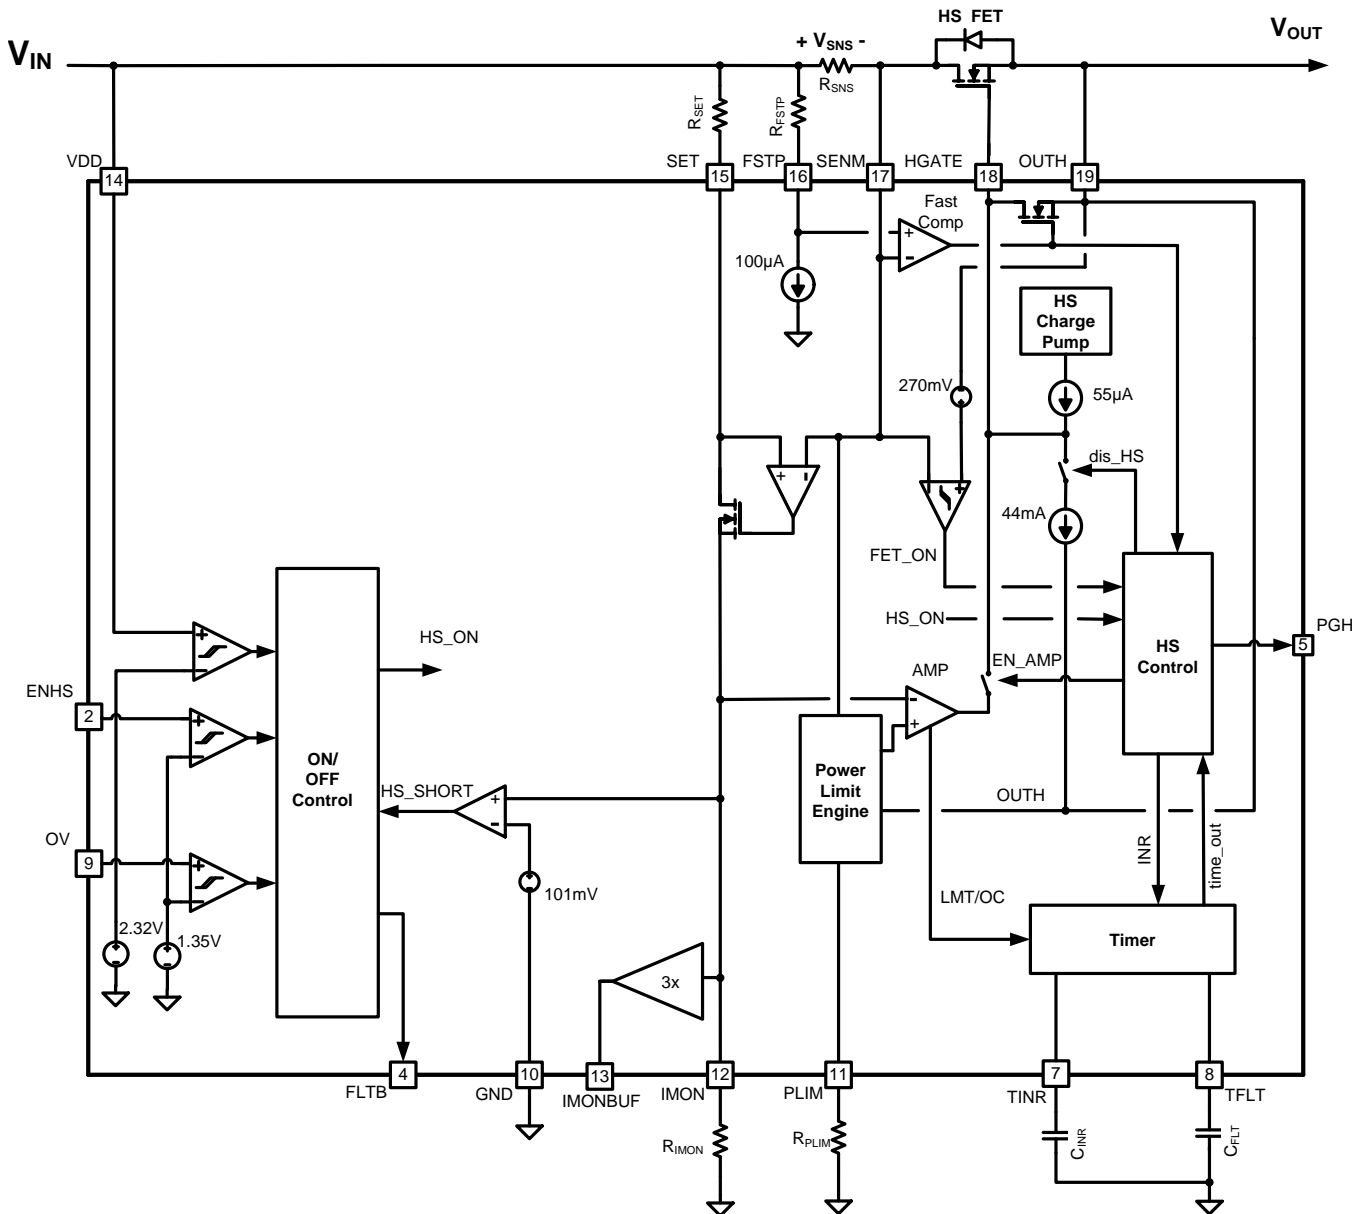 HS FET
VIN
+ VSNS -
VOUT
RSNS
RSET
RFSTP
VDD
SET
FSTP
SENM
HGATE
OUTH
14
15
16
17
18
19
Fast
Comp
+
-
100µA
HS
Charge
Pump
270mV
+
-
55µA
dis_HS
+
-
+
44mA
FET_ON
HS_ON
HS_ON
PGH
5
HS
Control
EN_AMP
AMP
-
+
+
-
ENHS
2
+
-
ON/
OFF
Control
HS_SHORT
+
-
Power
Limit
Engine
OUTH
INR
time_out
OV
9
+
-
101mV
+
-
LMT/OC
2.32V
+
-
1.35V
+
-
3x
Timer
4
10
13
12
11
7
8
FLTB
GND
IMONBUF
IMON
PLIM
TINR
TFLT
RIMON
RPLIM
CINR
CFLT